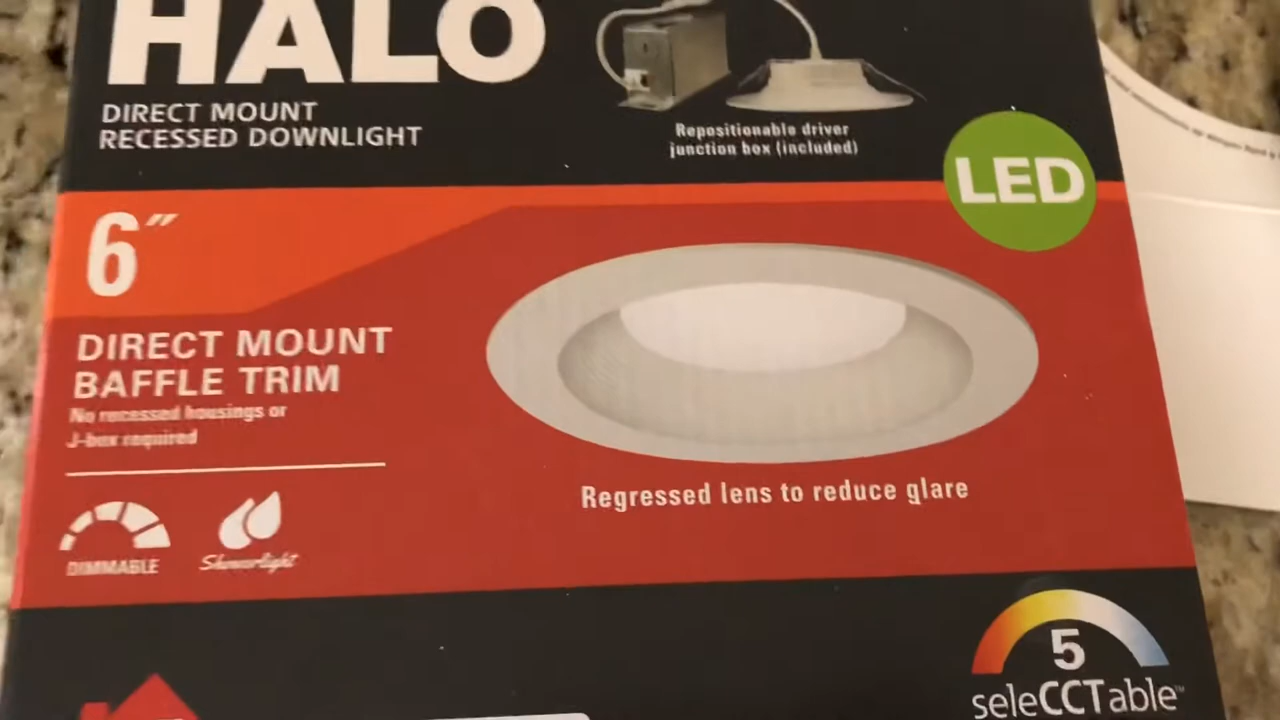 HALO
DIRECT MOUNT
RECESSED DOWNLIGHT
Repositionable driver
junction box (included)
LED
6″
DIRECT MOUNT
BAFFLE TRIM
No recessed housings or
J-box required
DIMMABLE
Showerlight
Regressed lens to reduce glare
5
seleCCTable™